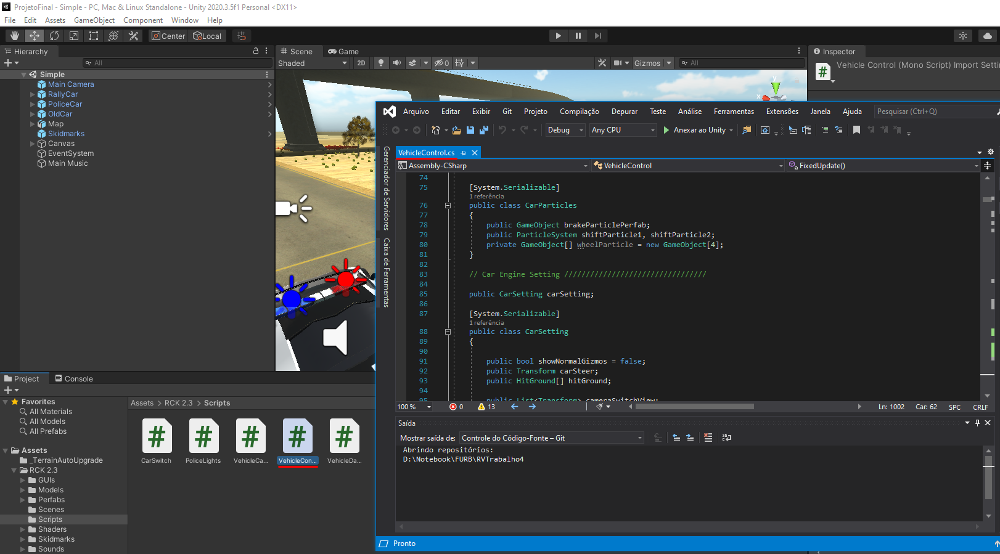 ProjetoFinal - Simple - PC, Mac & Linux Standalone - Unity 2020.3.5f1 Personal <DX11>
File Edit Assets GameObject Component Window Help
Center Local
Hierarchy
All
Simple
Main Camera
RallyCar
PoliceCar
OldCar
Map
Skidmarks
Canvas
EventSystem
Main Music
Scene Game
Shaded 2D 0 Gizmos All
y
x
Inspector
Vehicle Control (Mono Script) Import Setti
Arquivo Editar Exibir Git Projeto Compilação Depurar Teste Análise Ferramentas Extensões Janela Ajuda Pesquisar (Ctrl+Q)
Debug Any CPU Anexar ao Unity
Gerenciador de Servidores
Caixa de Ferramentas
VehicleControl.cs
Assembly-CSharp VehicleControl FixedUpdate()
74
75 [System.Serializable]
1 referência
76 public class CarParticles
77 {
78 public GameObject brakeParticlePerfab;
79 public ParticleSystem shiftParticle1, shiftParticle2;
80 private GameObject[] wheelParticle = new GameObject[4];
81 }
82
83 // Car Engine Setting /////////////////////////////////
84
85 public CarSetting carSetting;
86
87 [System.Serializable]
1 referência
88 public class CarSetting
89 {
90
91 public bool showNormalGizmos = false;
92 public Transform carSteer;
93 public HitGround[] hitGround;
94
95 public List<Transform> cameraSwitchView;
100 % 0 13 Ln: 1002 Car: 62 SPC CRLF
Saída
Mostrar saída de: Controle do Código-Fonte – Git
Abrindo repositórios:
D:\Notebook\FURB\RVTrabalho4
Pronto
Project Console
Favorites
All Materials
All Models
All Prefabs
Assets
_TerrainAutoUpgrade
RCK 2.3
GUIs
Models
Perfabs
Scenes
Scripts
Shaders
Skidmarks
Sounds
Assets > RCK 2.3 > Scripts
CarSwitch PoliceLights VehicleCa... VehicleCon... VehicleDa...